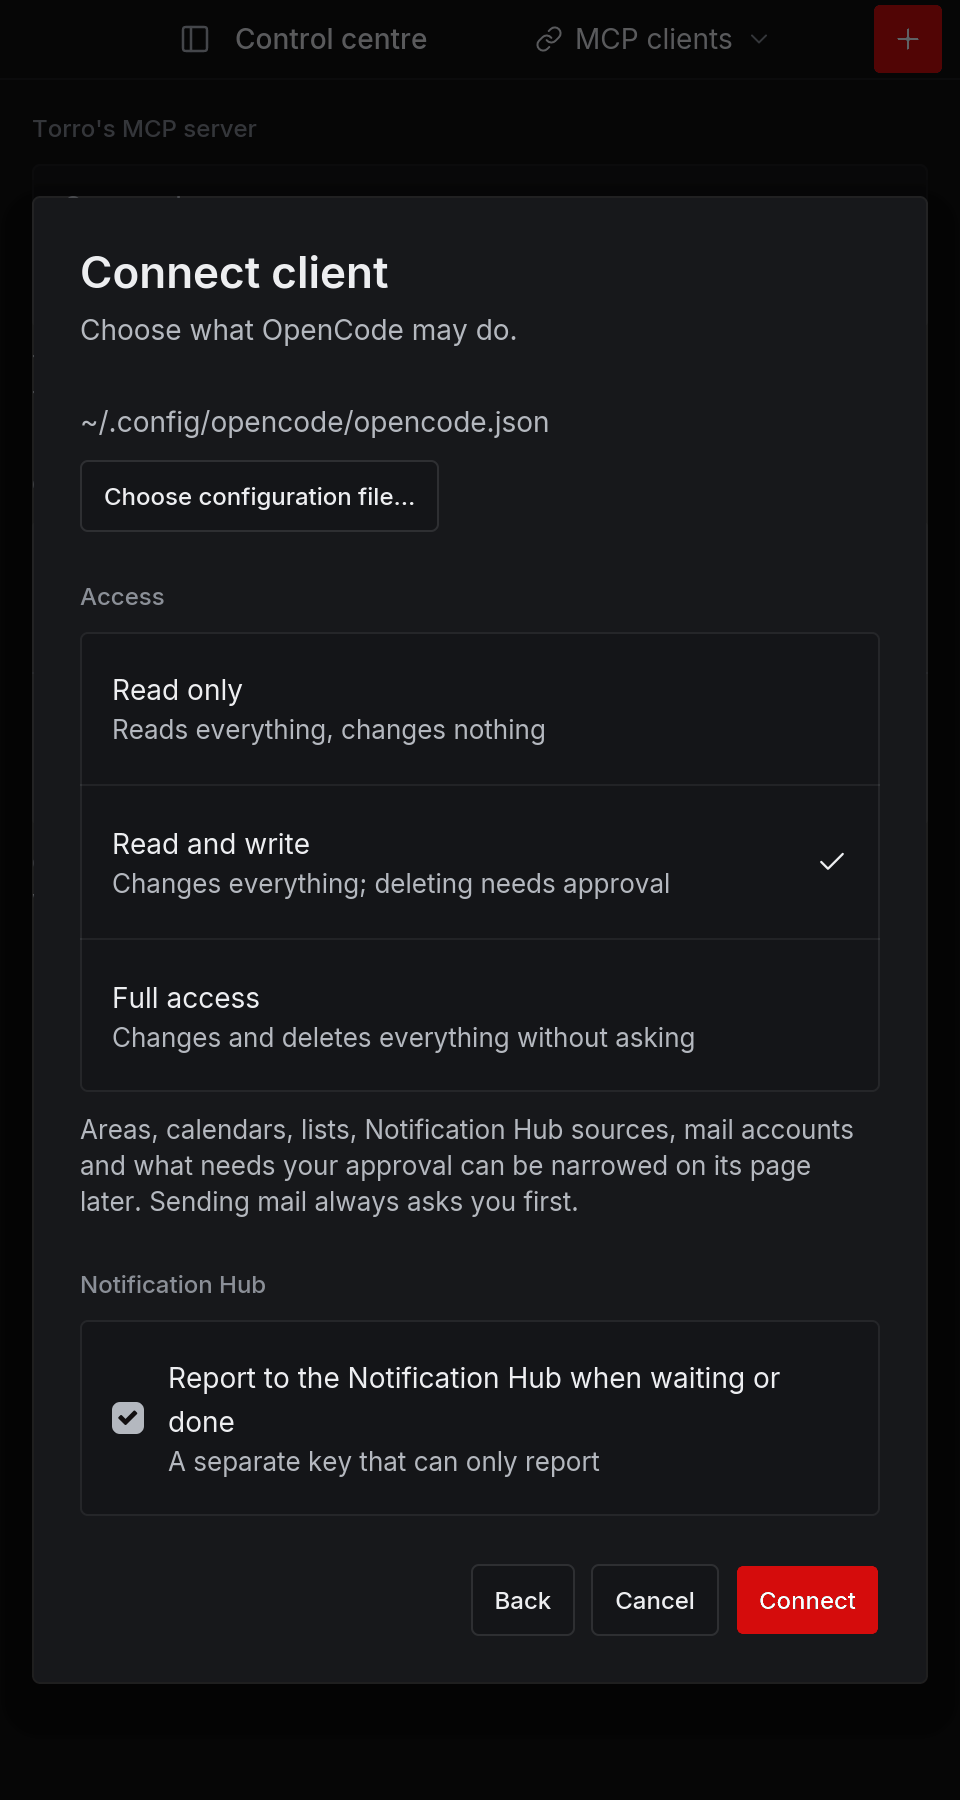 Control centre
MCP clients
Torro's MCP server
Connect client
Choose what OpenCode may do.
~/.config/opencode/opencode.json
Choose configuration file...
Access
Read only
Reads everything, changes nothing
Read and write
Changes everything; deleting needs approval
Full access
Changes and deletes everything without asking
Areas, calendars, lists, Notification Hub sources, mail accounts
and what needs your approval can be narrowed on its page
later. Sending mail always asks you first.
Notification Hub
Report to the Notification Hub when waiting or
done
A separate key that can only report
Back
Cancel
Connect